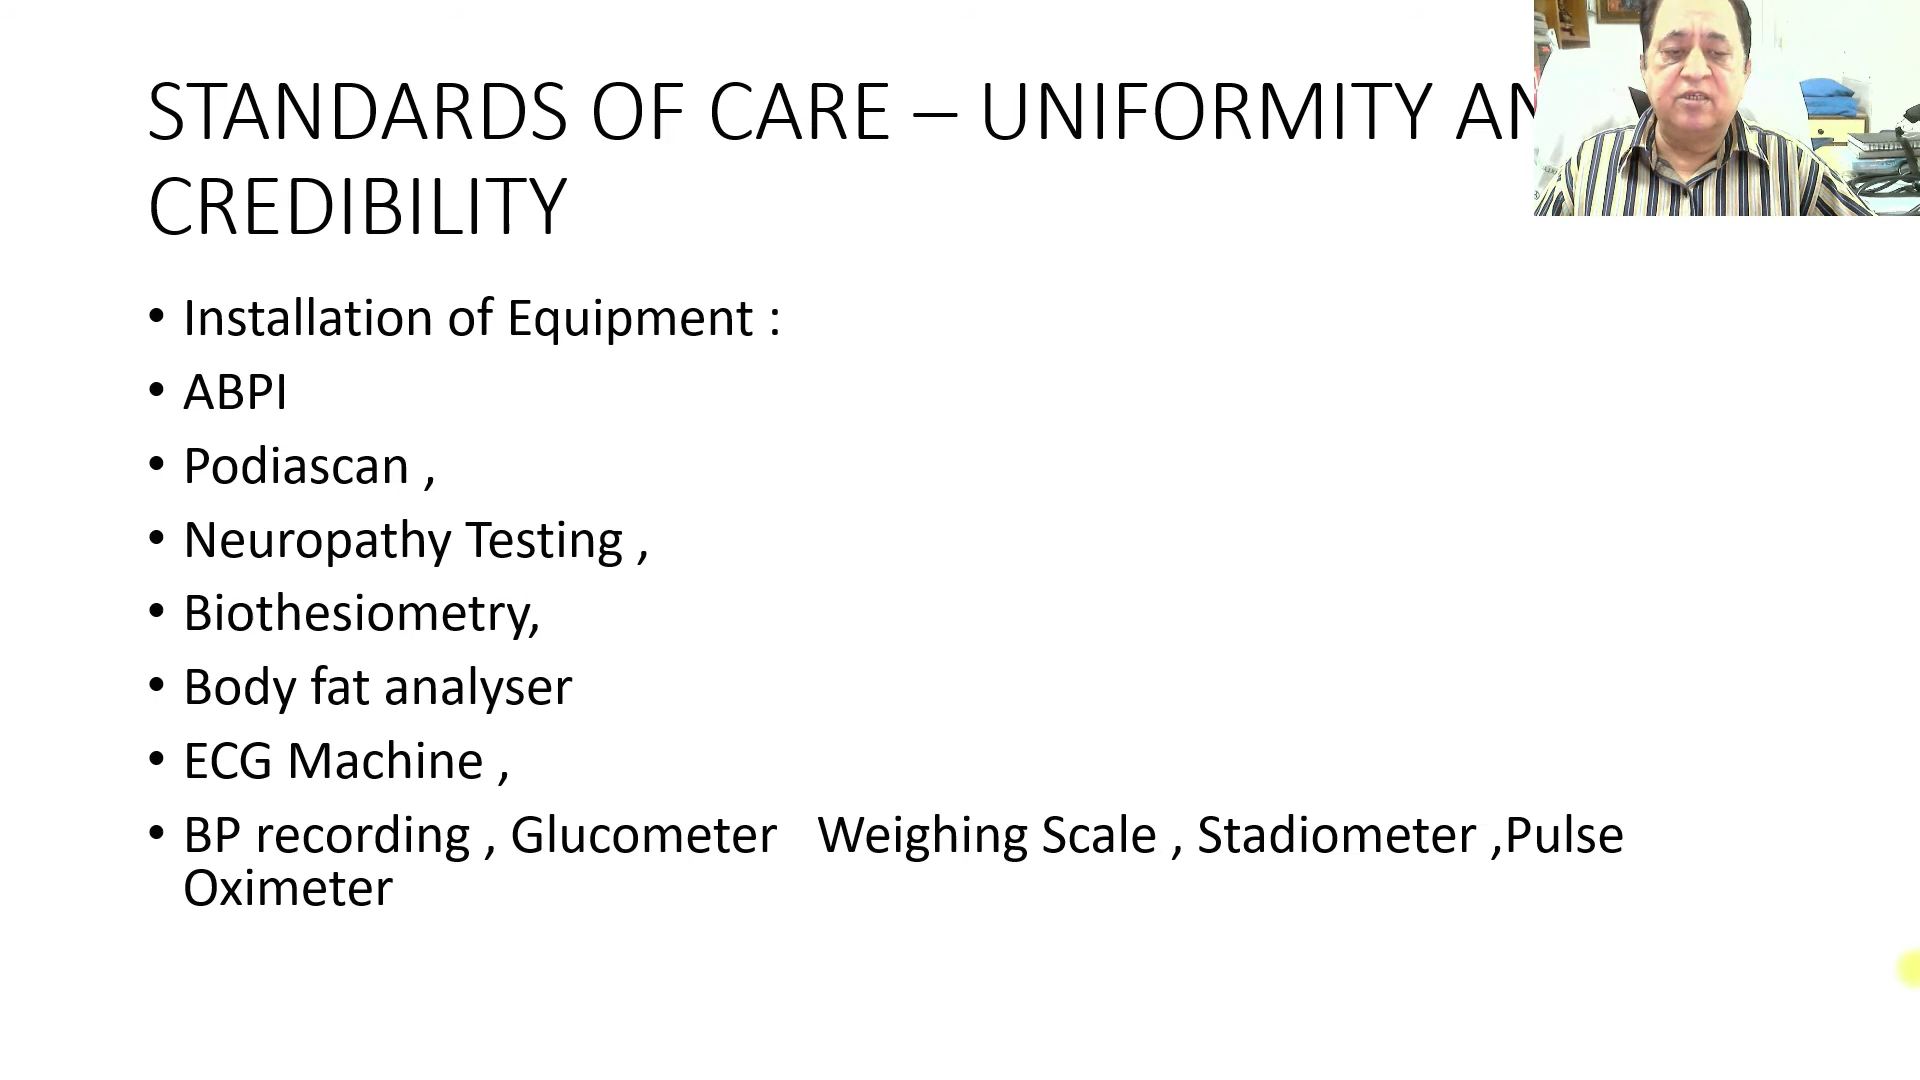 STANDARDS OF CARE – UNIFORMITY
CREDIBILITY
• Installation of Equipment :
• ABPI
• Podiascan ,
• Neuropathy Testing ,
• Biothesiometry,
• Body fat analyser
• ECG Machine ,
• BP recording , Glucometer   Weighing Scale , Stadiometer ,Pulse
Oximeter